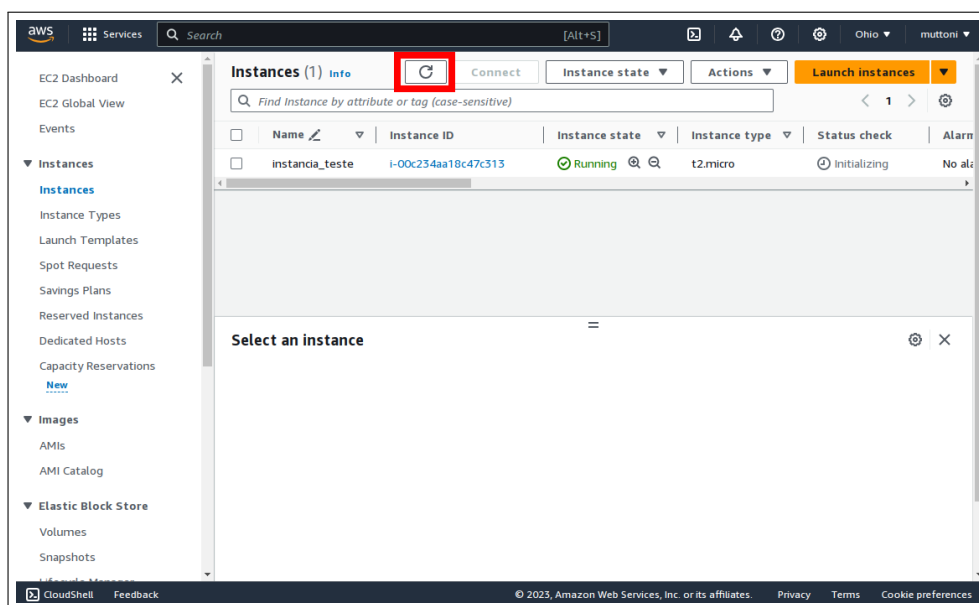 aws Services Search [Alt+S] Ohio muttoni
EC2 Dashboard
EC2 Global View
Events
Instances
Instances
Instance Types
Launch Templates
Spot Requests
Savings Plans
Reserved Instances
Dedicated Hosts
Capacity Reservations
New
Images
AMIs
AMI Catalog
Elastic Block Store
Volumes
Snapshots
Instances (1) Info Connect Instance state Actions Launch instances
Find Instance by attribute or tag (case-sensitive) 1
Name Instance ID Instance state Instance type Status check Alarm
instancia_teste i-00c234aa18c47c313 Running t2.micro Initializing No ala
Select an instance
CloudShell Feedback © 2023, Amazon Web Services, Inc. or its affiliates. Privacy Terms Cookie preferences